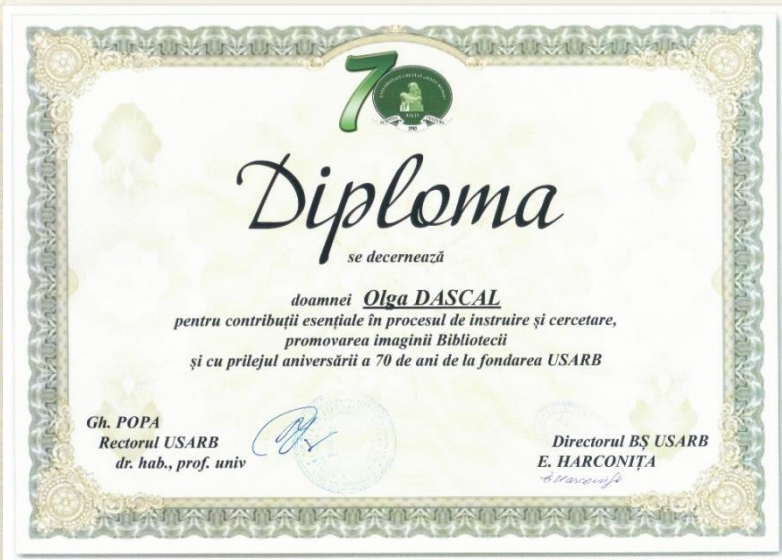 70
Diploma
se decernează
doamnei Olga DASCAL
pentru contribuții esențiale în procesul de instruire și cercetare,
promovarea imaginii Bibliotecii
și cu prilejul aniversării a 70 de ani de la fondarea USARB
Gh. POPA
Rectorul USARB
dr. hab., prof. univ
Directorul BȘ USARB
E. HARCONIȚA